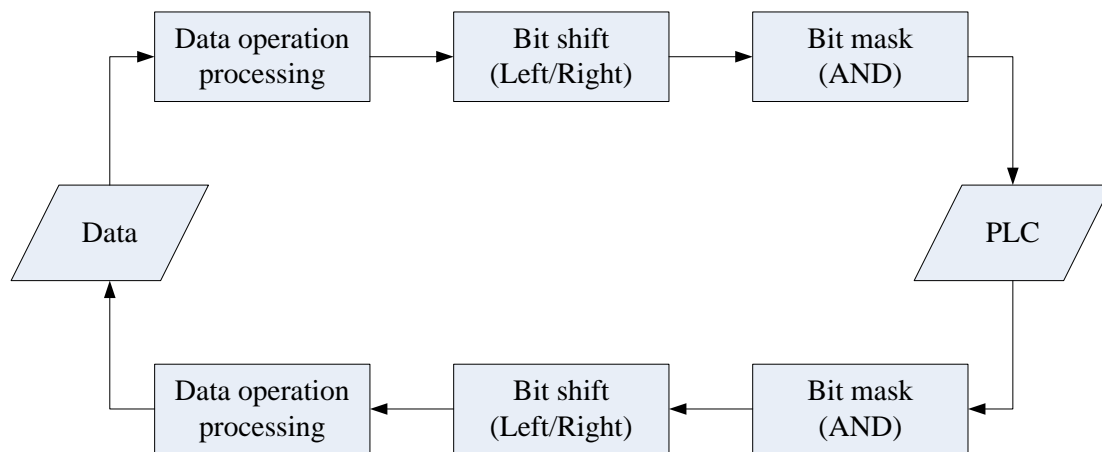 Data operation
processing
Bit shift
(Left/Right)
Bit mask
(AND)
Data
PLC
Data operation
processing
Bit shift
(Left/Right)
Bit mask
(AND)